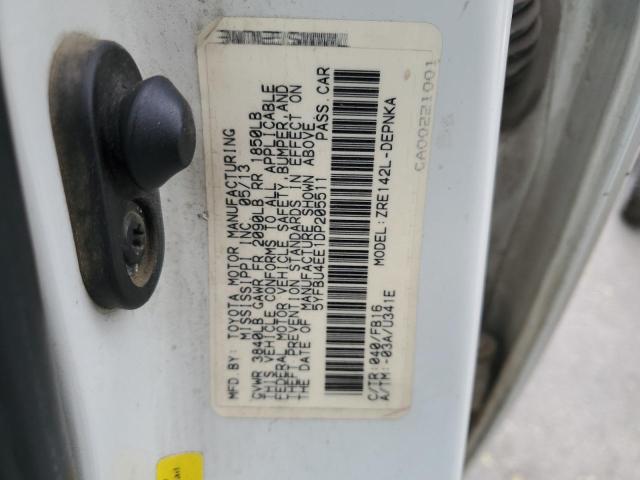 MFD. BY: TOYOTA MOTOR MANUFACTURING
MISSISSIPPI INC. 05/13
GVWR 3840LB GAWR FR 2090LB RR 1850LB
THIS VEHICLE CONFORMS TO ALL APPLICABLE
FEDERAL MOTOR VEHICLE SAFETY, BUMPER AND
THEFT PREVENTION STANDARDS IN EFFECT ON
THE DATE OF MANUFACTURE SHOWN ABOVE
5YFBU4EE1DP205511 PASS.CAR
C/TR: 040/FB16 MODEL: ZRE142L-DEPNKA
A/TM: -03A/U341E
CA00221001